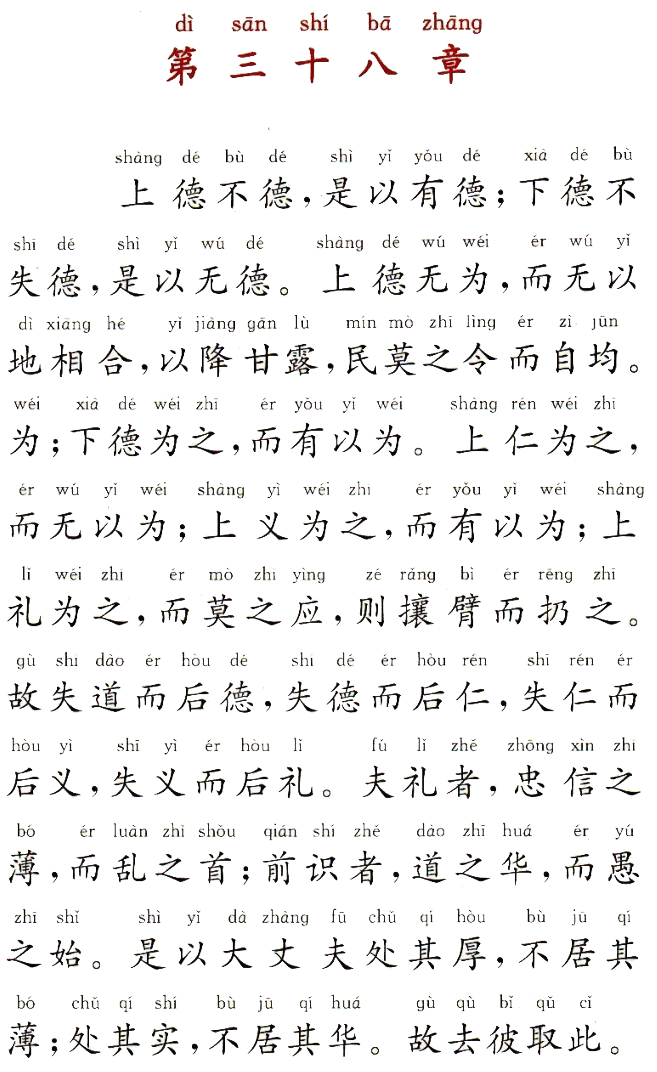 dì sān shí bā zhāng
第三十八章
shàng dé bù dé shì yǐ yǒu dé xià dé bù
上德不德，是以有德；下德不
shī dé shì yǐ wú dé shàng dé wú wéi ér wú yǐ
失德，是以无德。上德无为，而无以
dì xiāng hé yǐ jiàng gān lù mín mò zhī lìng ér zì jūn
地相合，以降甘露，民莫之令而自均。
wéi xià dé wéi zhī ér yǒu yǐ wéi shàng rén wéi zhī
为；下德为之，而有以为。上仁为之，
ér wú yǐ wéi shàng yì wéi zhī ér yǒu yǐ wéi shàng
而无以为；上义为之，而有以为；上
lǐ wéi zhī ér mò zhī yìng zé rǎng bì ér rēng zhī
礼为之，而莫之应，则攘臂而扔之。
gù shī dào ér hòu dé shī dé ér hòu rén shī rén ér
故失道而后德，失德而后仁，失仁而
hòu yì shī yì ér hòu lǐ fú lǐ zhě zhōng xìn zhī
后义，失义而后礼。夫礼者，忠信之
bó ér luàn zhī shǒu qián shí zhě dào zhī huá ér yú
薄，而乱之首；前识者，道之华，而愚
zhī shǐ shì yǐ dà zhàng fū chǔ qí hòu bù jū qí
之始。是以大丈夫处其厚，不居其
bó chǔ qí shí bù jū qí huá gù qù bǐ qǔ cǐ
薄；处其实，不居其华。故去彼取此。